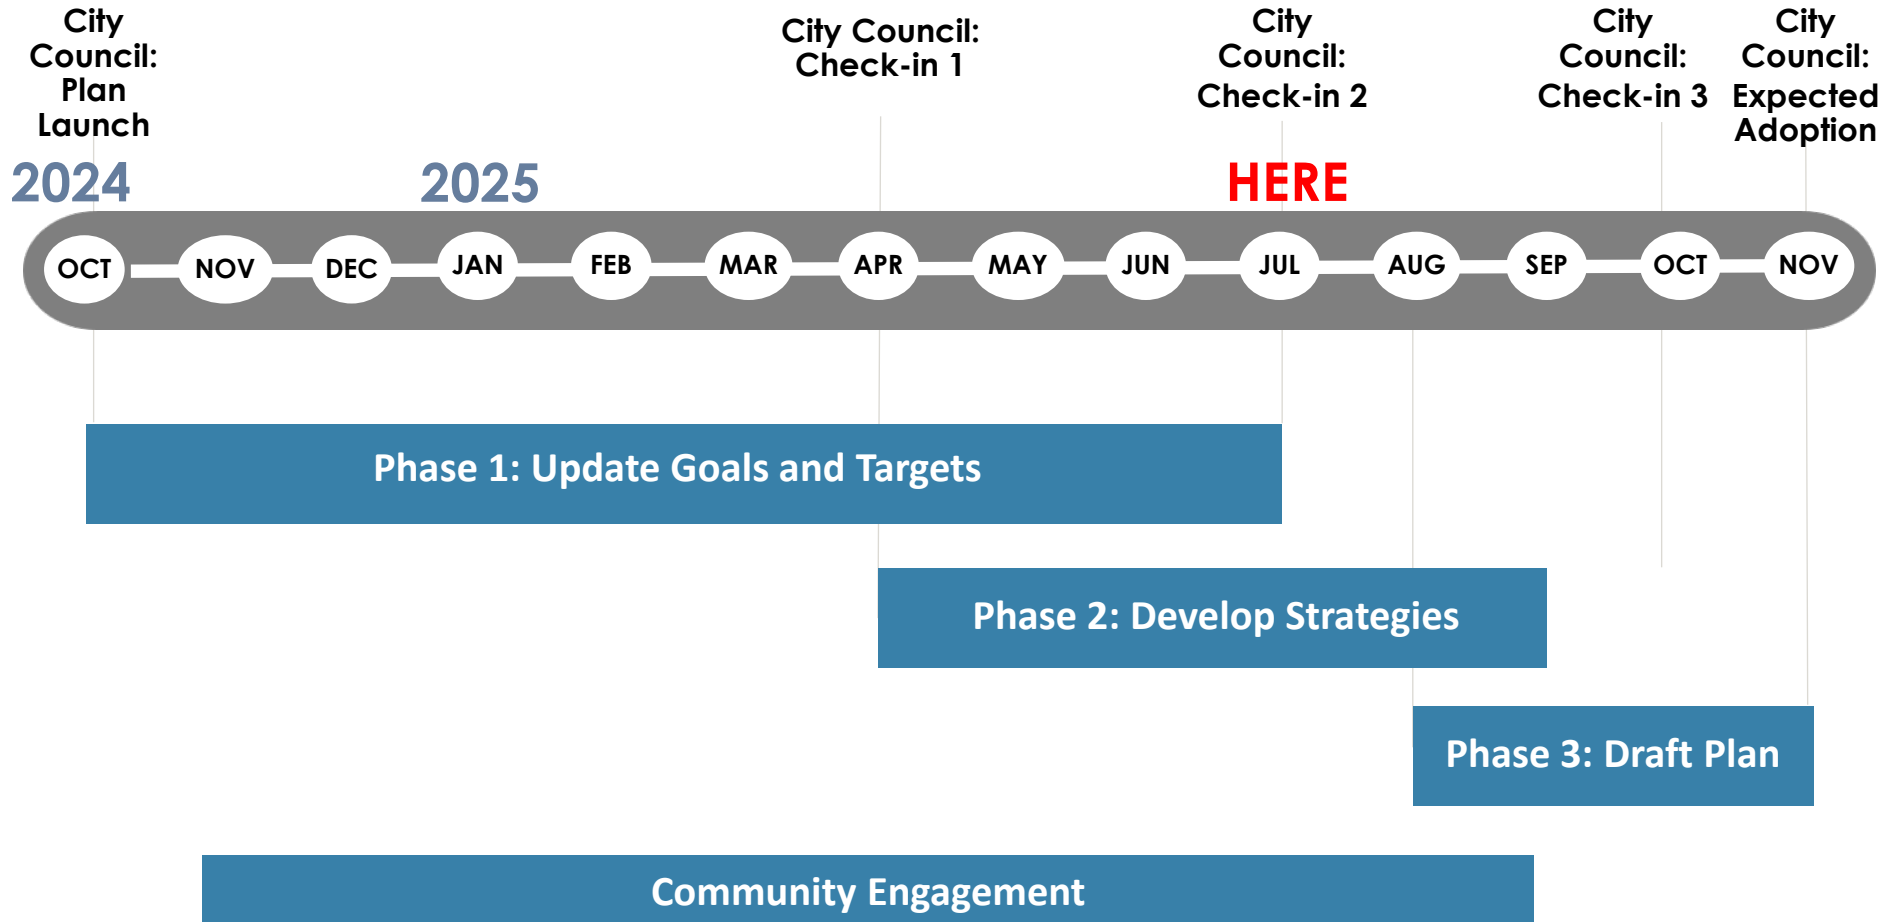 City
Council:
Plan
Launch
City Council:
Check-in 1
City
Council:
Check-in 2
City
Council:
Check-in 3
City
Council:
Expected
Adoption
2024
2025
HERE
OCT
NOV
DEC
JAN
FEB
MAR
APR
MAY
JUN
JUL
AUG
SEP
OCT
NOV
Phase 1: Update Goals and Targets
Phase 2: Develop Strategies
Phase 3: Draft Plan
Community Engagement